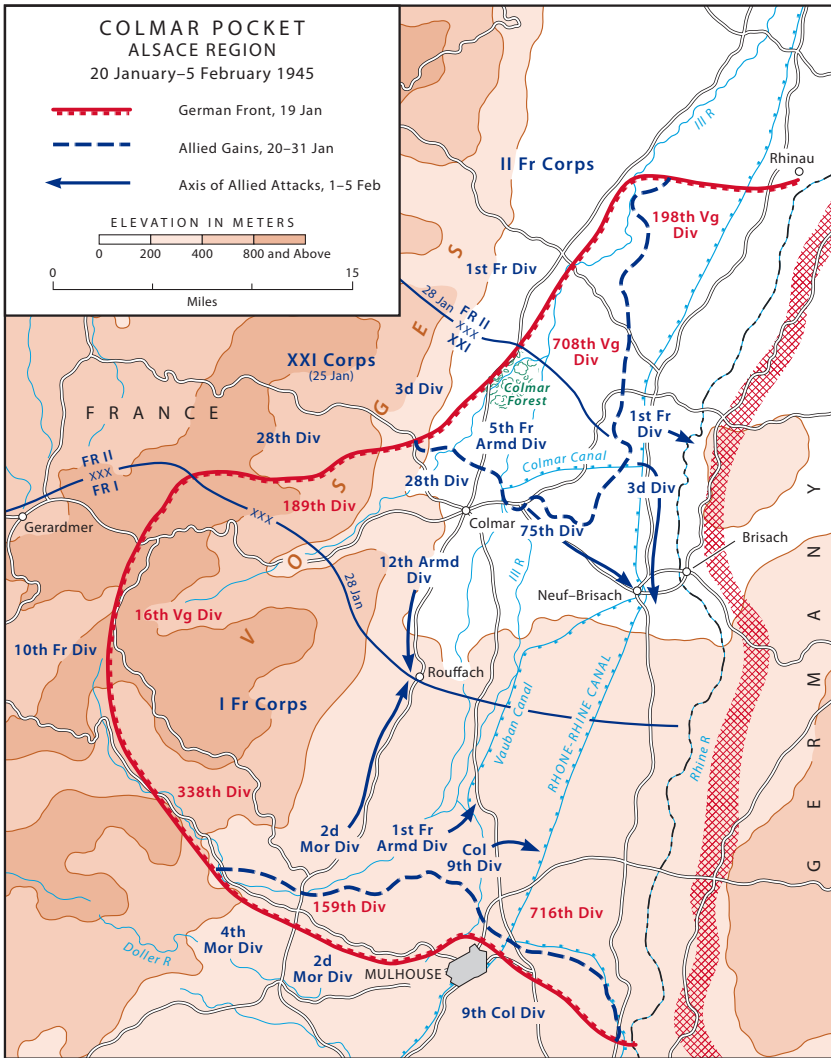 COLMAR POCKET
ALSACE REGION
20 January–5 February 1945
German Front, 19 Jan
Allied Gains, 20–31 Jan
Axis of Allied Attacks, 1–5 Feb
ELEVATION IN METERS
0 200 400 800 and Above
0 15
Miles
Ill R
II Fr Corps
Rhinau
198th Vg
Div
1st Fr Div
28 Jan
FR II
XXX
XXI
708th Vg
Div
XXI Corps
(25 Jan)
3d Div
Colmar
Forest
FRANCE
28th Div
5th Fr
Armd Div
1st Fr
Div
FR II
XXX
FR I
189th Div
28th Div
Colmar Canal
3d Div
Gerardmer
XXX
Colmar
75th Div
Brisach
VOSGES
28 Jan
12th Armd
Div
Ill R
Neuf–Brisach
16th Vg Div
10th Fr Div
Rouffach
I Fr Corps
Vauban Canal
RHONE-RHINE CANAL
Rhine R
GERMANY
338th Div
2d
Mor Div
1st Fr
Armd Div
Col
9th Div
159th Div
716th Div
4th
Mor Div
Doller R
2d
Mor Div
MULHOUSE
9th Col Div